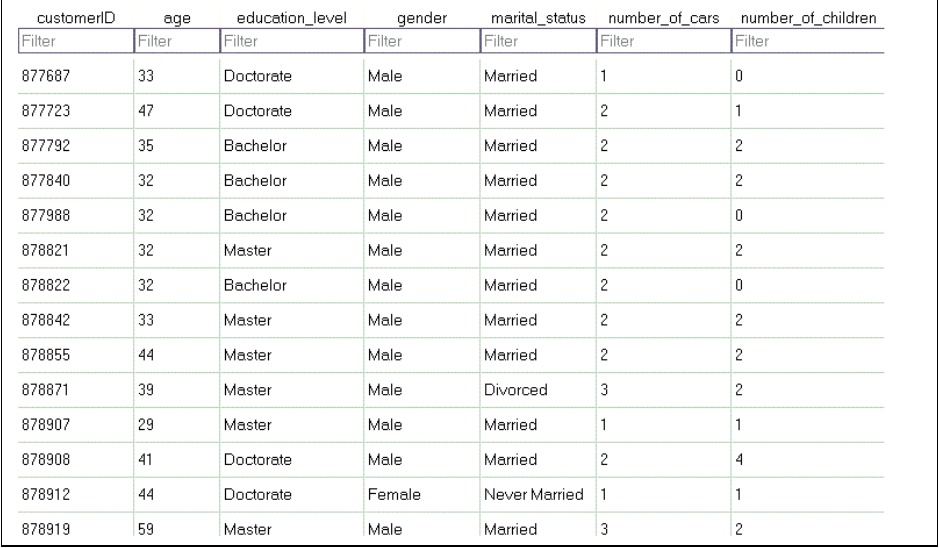 customerID age education_level gender marital_status number_of_cars number_of_children
Filter Filter Filter Filter Filter Filter Filter
877687 33 Doctorate Male Married 1 0
877723 47 Doctorate Male Married 2 1
877792 35 Bachelor Male Married 2 2
877840 32 Bachelor Male Married 2 2
877988 32 Bachelor Male Married 2 0
878821 32 Master Male Married 2 2
878822 32 Bachelor Male Married 2 0
878842 33 Master Male Married 2 2
878855 44 Master Male Married 2 2
878871 39 Master Male Divorced 3 2
878907 29 Master Male Married 1 1
878908 41 Doctorate Male Married 2 4
878912 44 Doctorate Female Never Married 1 1
878919 59 Master Male Married 3 2